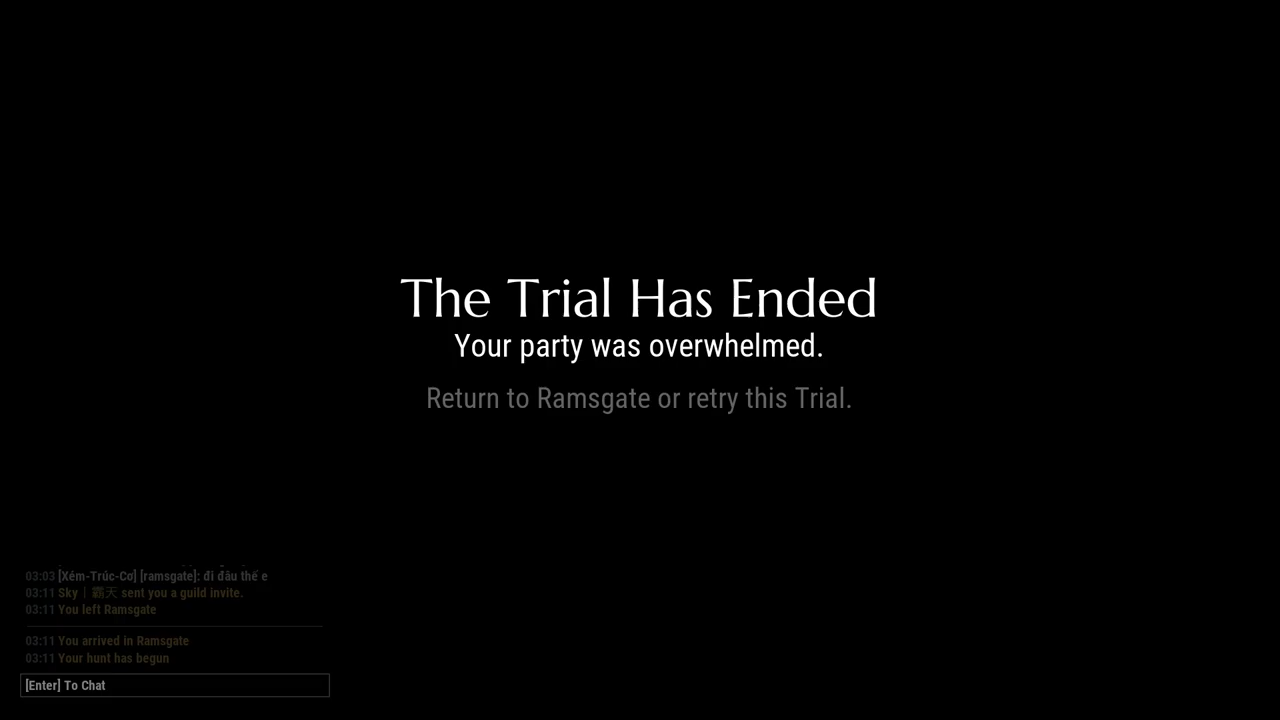 The Trial Has Ended
Your party was overwhelmed.
Return to Ramsgate or retry this Trial.
03:03 [Xém-Trúc-Cơ] [ramsgate]: đi đâu thế e
03:11 Sky丨霸天 sent you a guild invite.
03:11 You left Ramsgate
03:11 You arrived in Ramsgate
03:11 Your hunt has begun
[Enter] To Chat